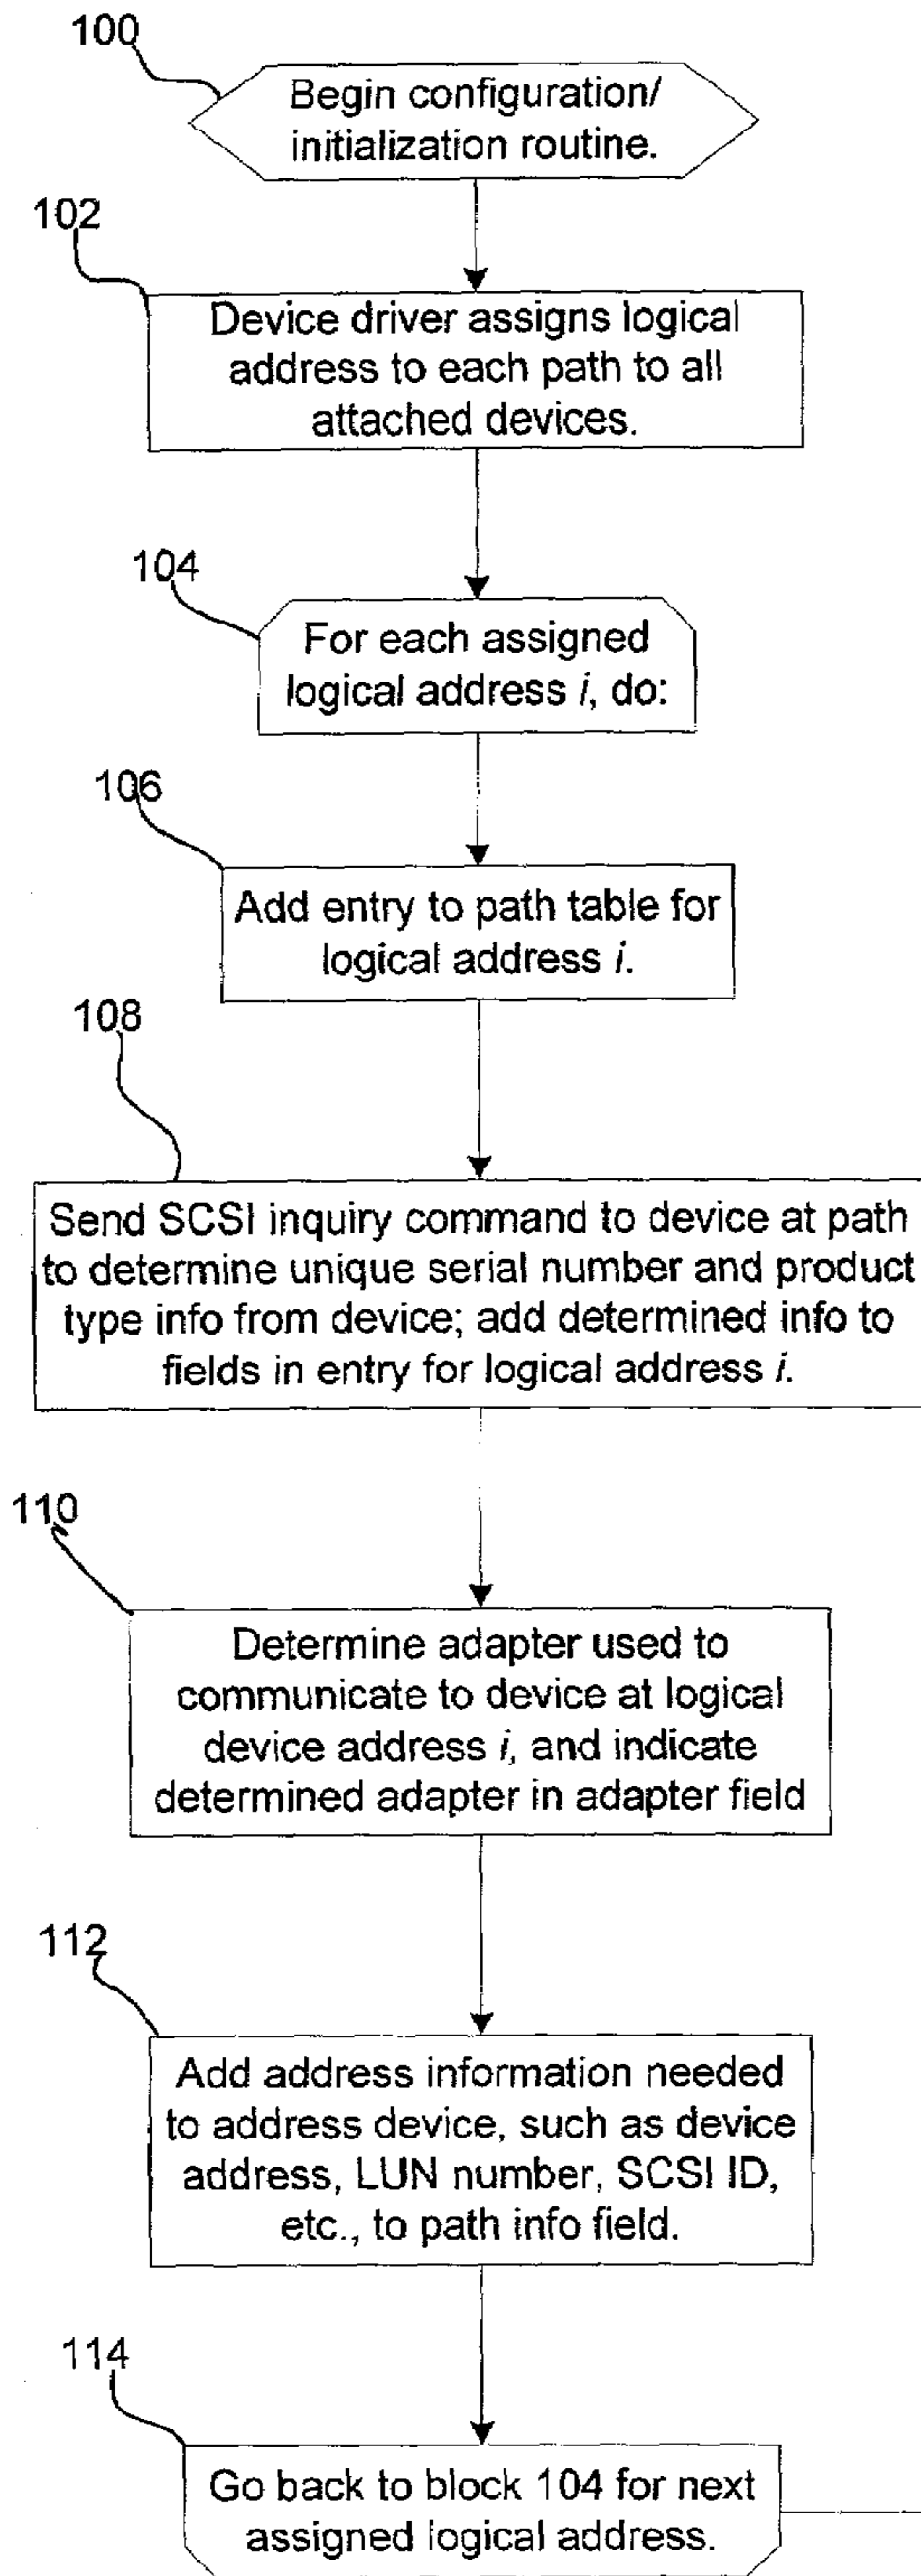 100
Begin configuration/
initialization routine.
102
Device driver assigns logical
address to each path to all
attached devices.
104
For each assigned
logical address i, do:
106
Add entry to path table for
logical address i.
108
Send SCSI inquiry command to device at path
to determine unique serial number and product
type info from device; add determined info to
fields in entry for logical address i.
110
Determine adapter used to
communicate to device at logical
device address i, and indicate
determined adapter in adapter field
112
Add address information needed
to address device, such as device
address, LUN number, SCSI ID,
etc., to path info field.
114
Go back to block 104 for next
assigned logical address.